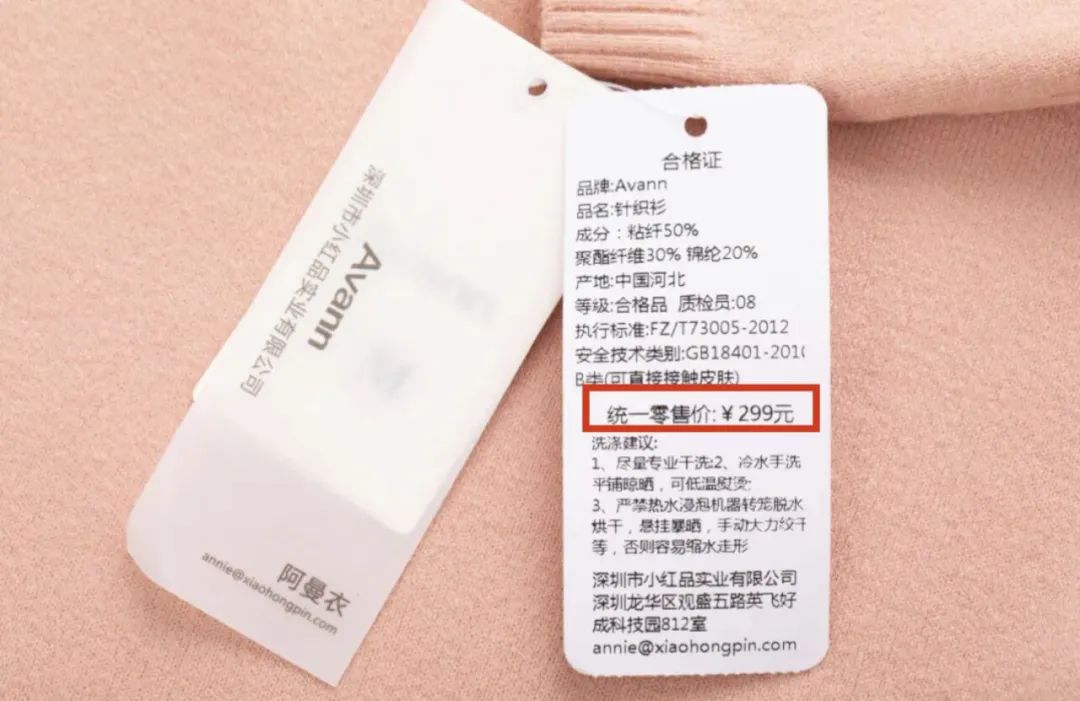 深圳市小红品实业有限公司
Avann
阿曼衣
annie@xiaohongpin.com
合格证
品牌:Avann
品名:针织衫
成分：粘纤50%
聚酯纤维30% 锦纶20%
产地:中国河北
等级:合格品 质检员:08
执行标准:FZ/T73005-2012
安全技术类别:GB18401-2010
B类(可直接接触皮肤)
统一零售价:￥299元
洗涤建议:
1、尽量专业干洗;2、冷水手洗
平铺晾晒，可低温熨烫;
3、严禁热水浸泡机器转笼脱水
烘干，悬挂暴晒，手动大力绞干
等，否则容易缩水走形
深圳市小红品实业有限公司
深圳龙华区观盛五路英飞好
成科技园812室
annie@xiaohongpin.com